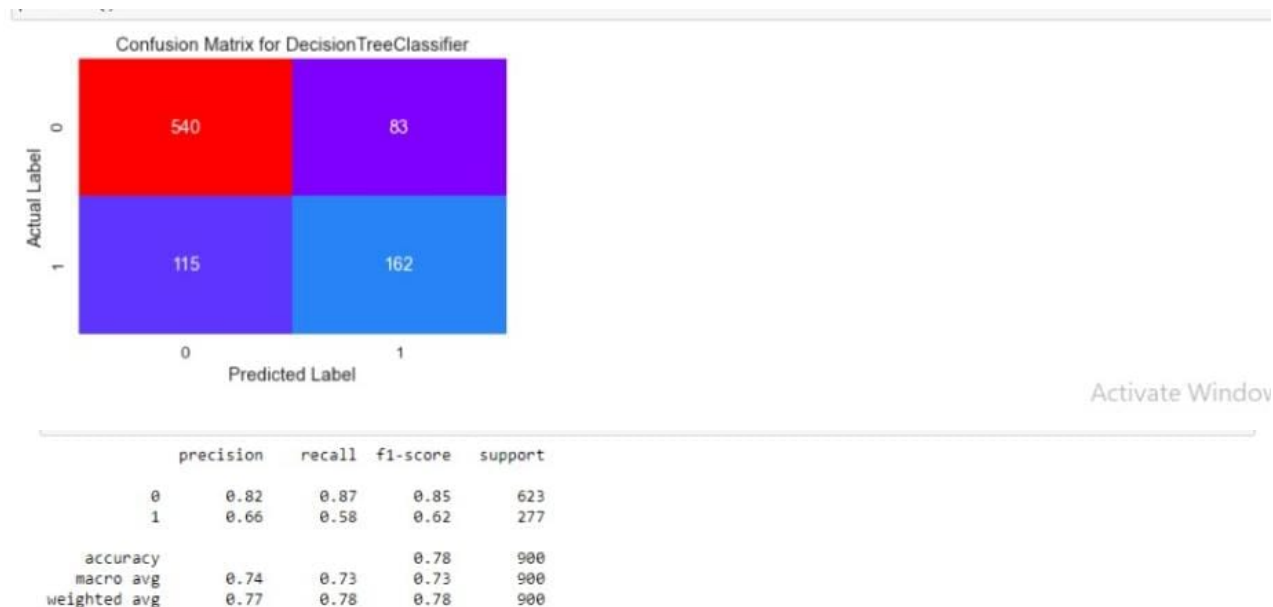 Confusion Matrix for DecisionTreeClassifier
0 540 83
Actual Label
1 115 162
0 1
Predicted Label
Activate Window
precision recall f1-score support
0 0.82 0.87 0.85 623
1 0.66 0.58 0.62 277
accuracy 0.78 900
macro avg 0.74 0.73 0.73 900
weighted avg 0.77 0.78 0.78 900